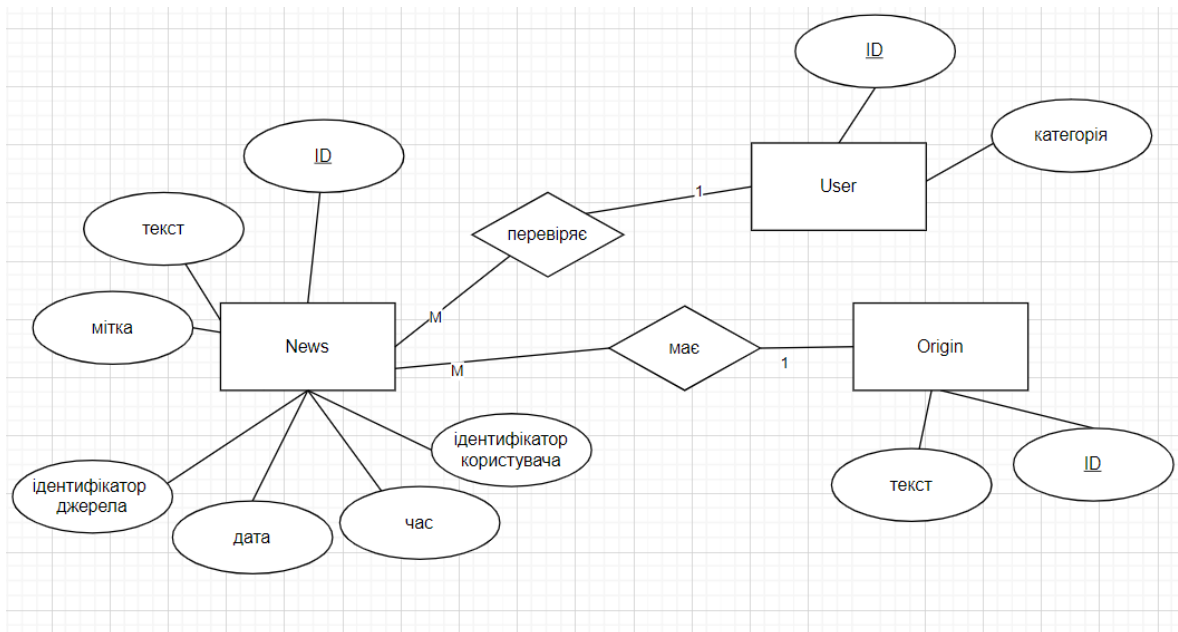 ID
категорія
User
ID
текст
перевіряє
1
мітка
News
М
має
Origin
М
1
ідентифікатор
користувача
ідентифікатор
джерела
дата
час
текст
ID